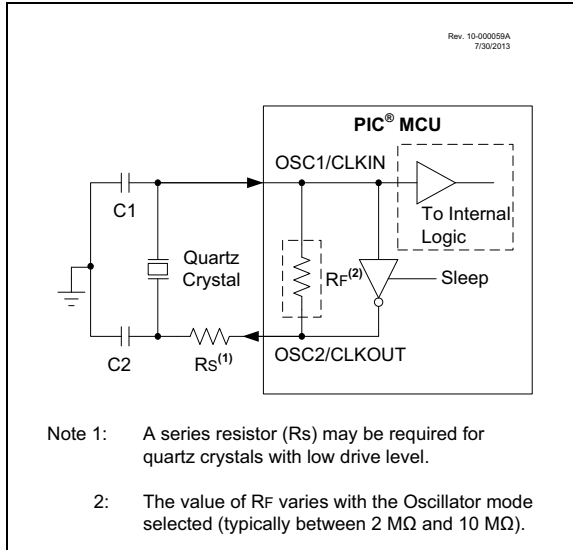 Rev. 10-000059A
7/30/2013
PIC® MCU
OSC1/CLKIN
C1
To Internal
Logic
Quartz
Crystal
RF(2)
Sleep
C2
RS(1)
OSC2/CLKOUT
Note 1: A series resistor (Rs) may be required for
quartz crystals with low drive level.
2: The value of RF varies with the Oscillator mode
selected (typically between 2 MΩ and 10 MΩ).